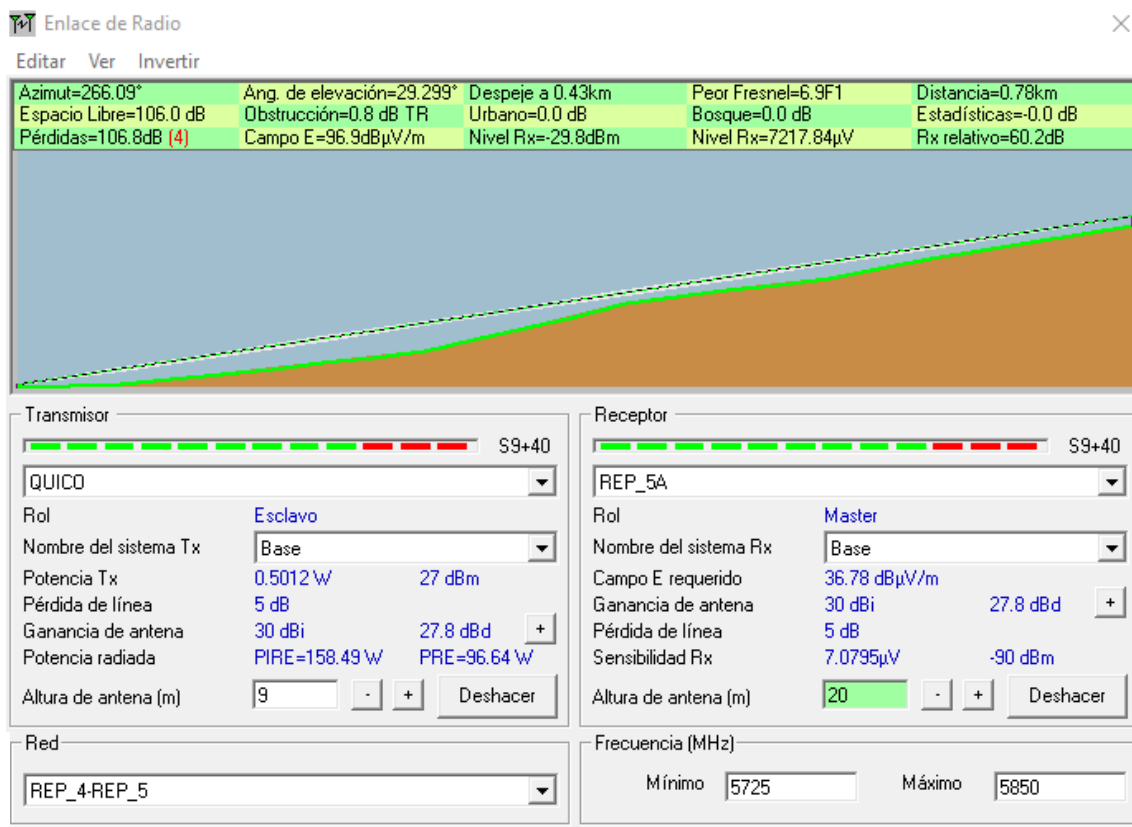 Enlace de Radio
Editar Ver Invertir
Azimut=266.09° Ang. de elevación=29.299° Despeje a 0.43km Peor Fresnel=6.9F1 Distancia=0.78km
Espacio Libre=106.0 dB Obstrucción=0.8 dB TR Urbano=0.0 dB Bosque=0.0 dB Estadísticas=-0.0 dB
Pérdidas=106.8dB (4) Campo E=96.9dBµV/m Nivel Rx=-29.8dBm Nivel Rx=7217.84µV Rx relativo=60.2dB
Transmisor
S9+40
QUICO
Rol Esclavo
Nombre del sistema Tx Base
Potencia Tx 0.5012 W 27 dBm
Pérdida de línea 5 dB
Ganancia de antena 30 dBi 27.8 dBd +
Potencia radiada PIRE=158.49 W PRE=96.64 W
Altura de antena (m) 9 - + Deshacer
Receptor
S9+40
REP_5A
Rol Master
Nombre del sistema Rx Base
Campo E requerido 36.78 dBµV/m
Ganancia de antena 30 dBi 27.8 dBd +
Pérdida de línea 5 dB
Sensibilidad Rx 7.0795µV -90 dBm
Altura de antena (m) 20 - + Deshacer
Red
REP_4-REP_5
Frecuencia (MHz)
Mínimo 5725 Máximo 5850